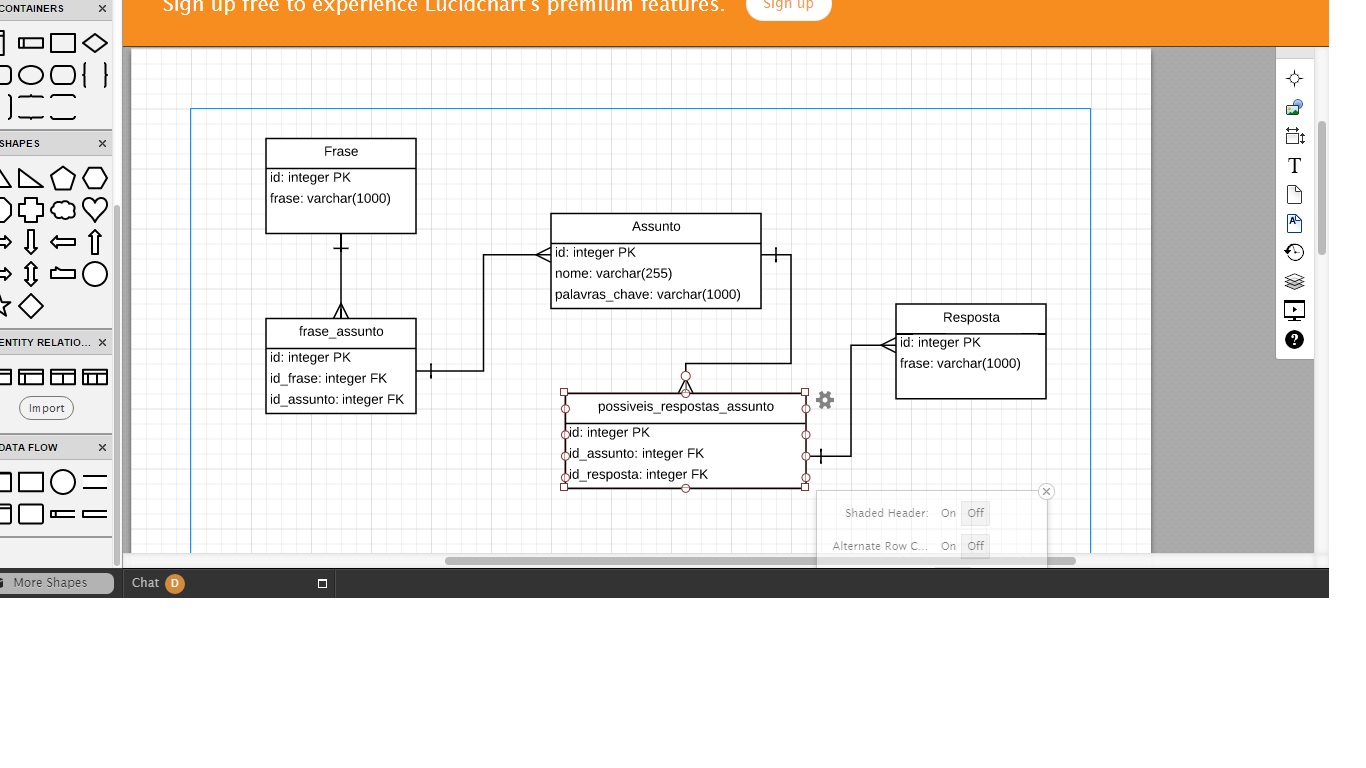 Sign up free to experience Lucidchart's premium features.
Sign up
CONTAINERS
SHAPES
ENTITY RELATIO...
Import
DATA FLOW
More Shapes
Frase
id: integer PK
frase: varchar(1000)
frase_assunto
id: integer PK
id_frase: integer FK
id_assunto: integer FK
Assunto
id: integer PK
nome: varchar(255)
palavras_chave: varchar(1000)
possiveis_respostas_assunto
id: integer PK
id_assunto: integer FK
id_resposta: integer FK
Resposta
id: integer PK
frase: varchar(1000)
Shaded Header: On Off
Alternate Row C... On Off
T
A
?
Chat D